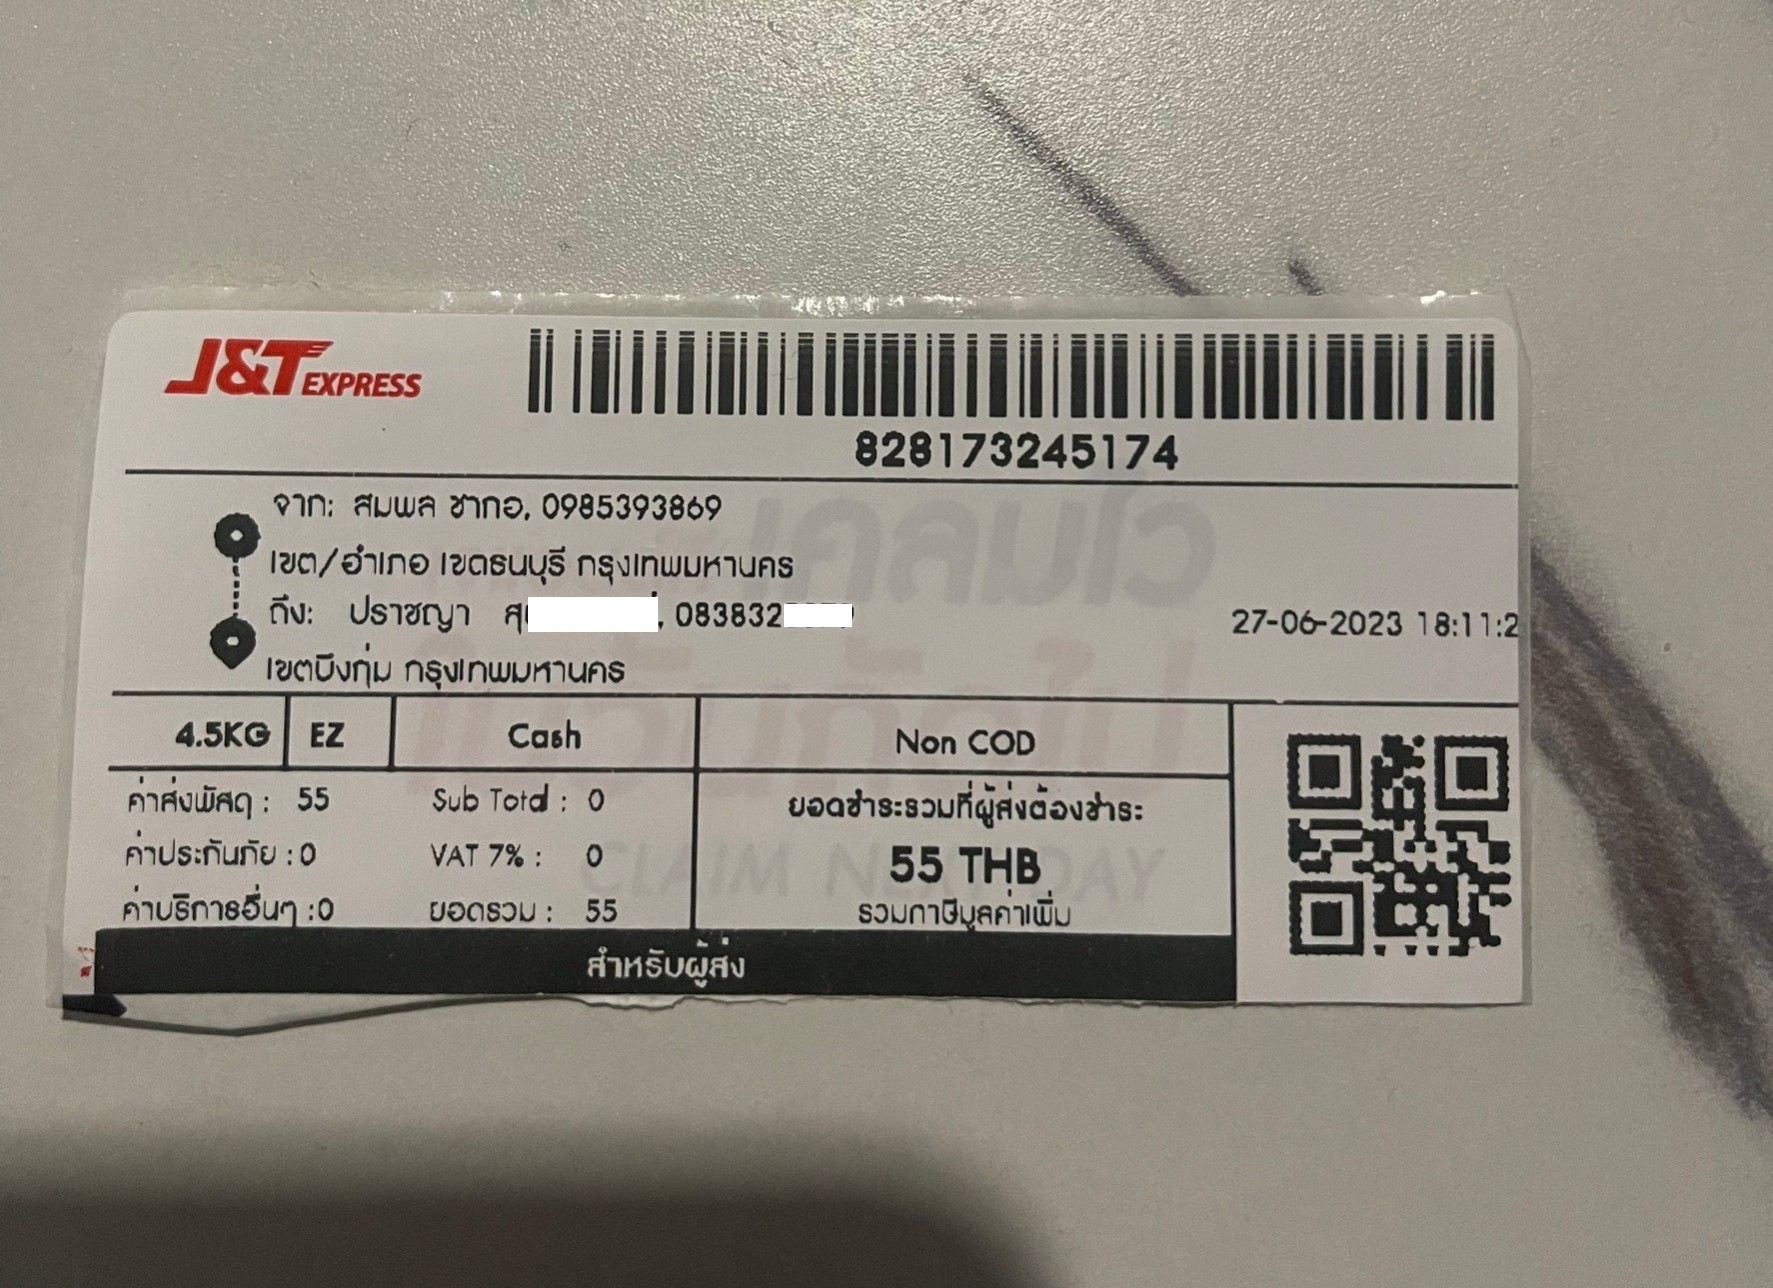 J&T EXPRESS
828173245174
จาก: สมพล ชากอ, 0985393869
เขต/อำเภอ เขตธนบุรี กรุงเทพมหานคร
ถึง: ปราชญา , 083832
27-06-2023 18:11:2
เขตบึงกุ่ม กรุงเทพมหานคร
4.5KG EZ Cash Non COD
ค่าส่งพัสดุ : 55 Sub Total : 0 ยอดชำระรวมที่ผู้ส่งต้องชำระ
ค่าประกันภัย : 0 VAT 7% : 0 55 THB
ค่าบริการอื่นๆ : 0 ยอดรวม : 55 รวมภาษีมูลค่าเพิ่ม
สำหรับผู้ส่ง